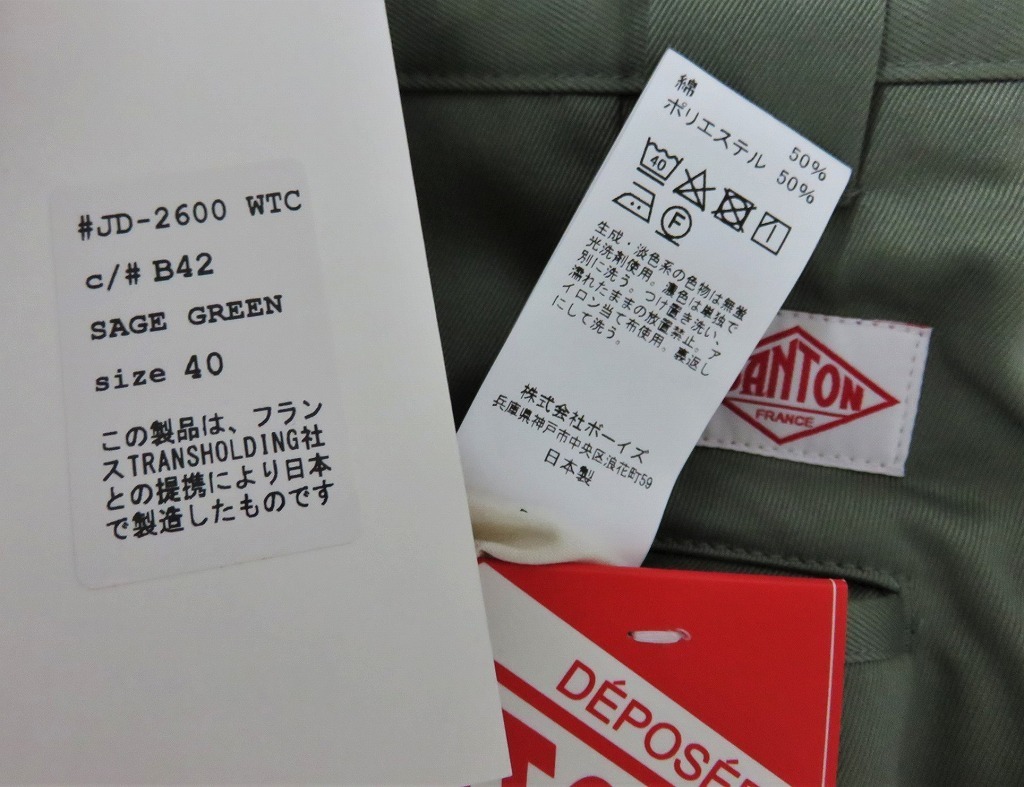 #JD-2600 WTC
c/# B42
SAGE GREEN
size 40
この製品は、フラン
スTRANSHOLDING社
との提携により日本
で製造したものです
綿 50%
ポリエステル 50%
40
F
生成・淡色系の色物は無蛍
光洗剤使用。濃色は単独で
別に洗う。つけ置き洗い、
濡れたままの放置禁止。ア
イロン当て布使用。裏返し
にして洗う。
株式会社ボーイズ
兵庫県神戸市中央区浪花町59
日本製
DANTON
FRANCE
DÉPOSÉE